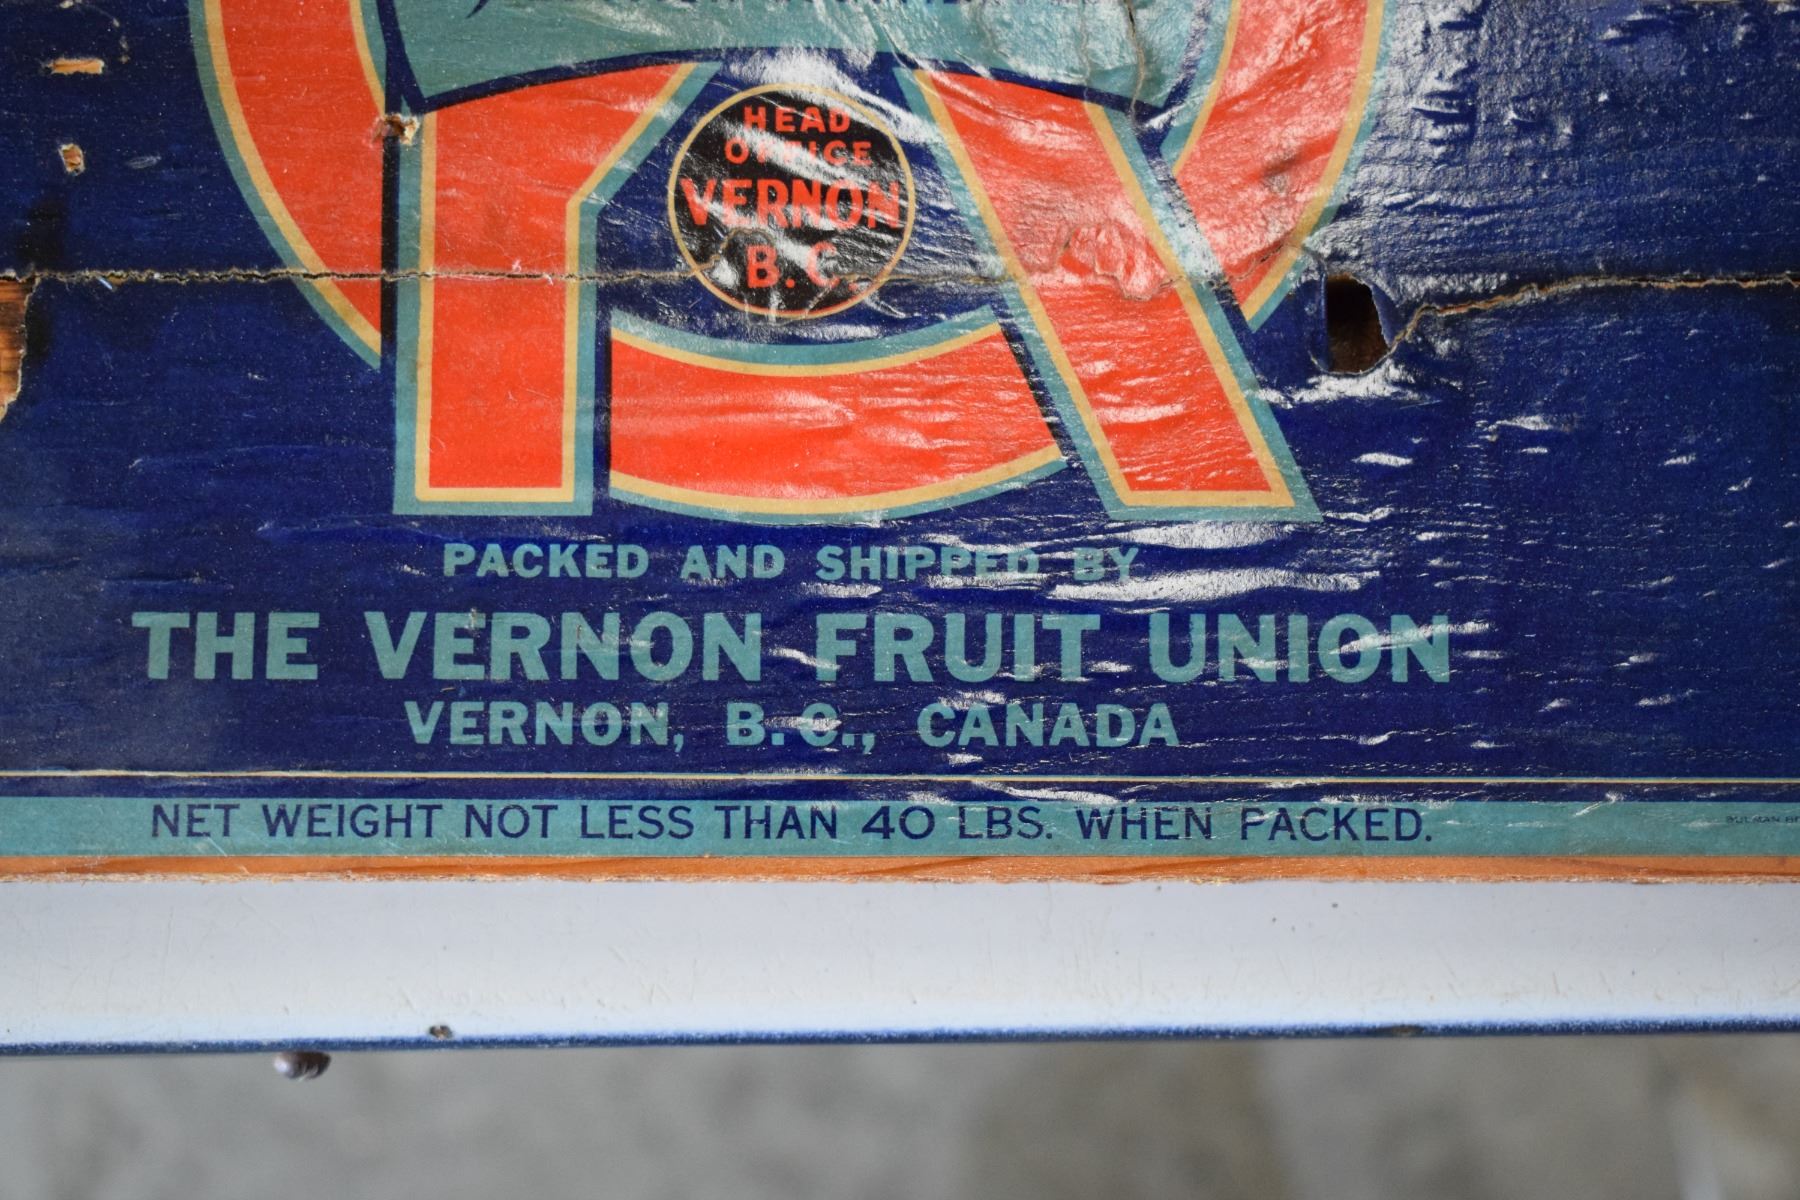 HEAD
OFFICE
VERNON
B. C.
PACKED AND SHIPPED BY
THE VERNON FRUIT UNION
VERNON, B.C., CANADA
NET WEIGHT NOT LESS THAN 40 LBS. WHEN PACKED.
BULMAN